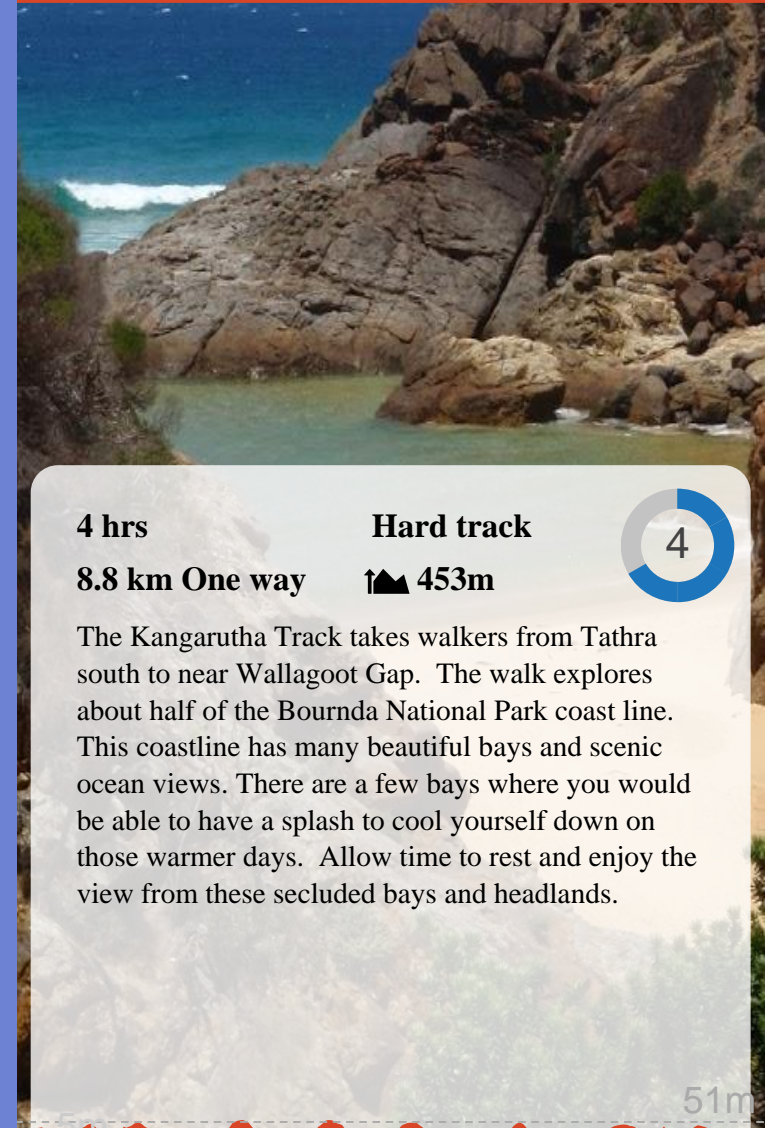 4 hrs
Hard track
4
8.8 km One way
453m
The Kangarutha Track takes walkers from Tathra
south to near Wallagoot Gap.  The walk explores
about half of the Bournda National Park coast line.
This coastline has many beautiful bays and scenic
ocean views. There are a few bays where you would
be able to have a splash to cool yourself down on
those warmer days.  Allow time to rest and enjoy the
view from these secluded bays and headlands.
51m